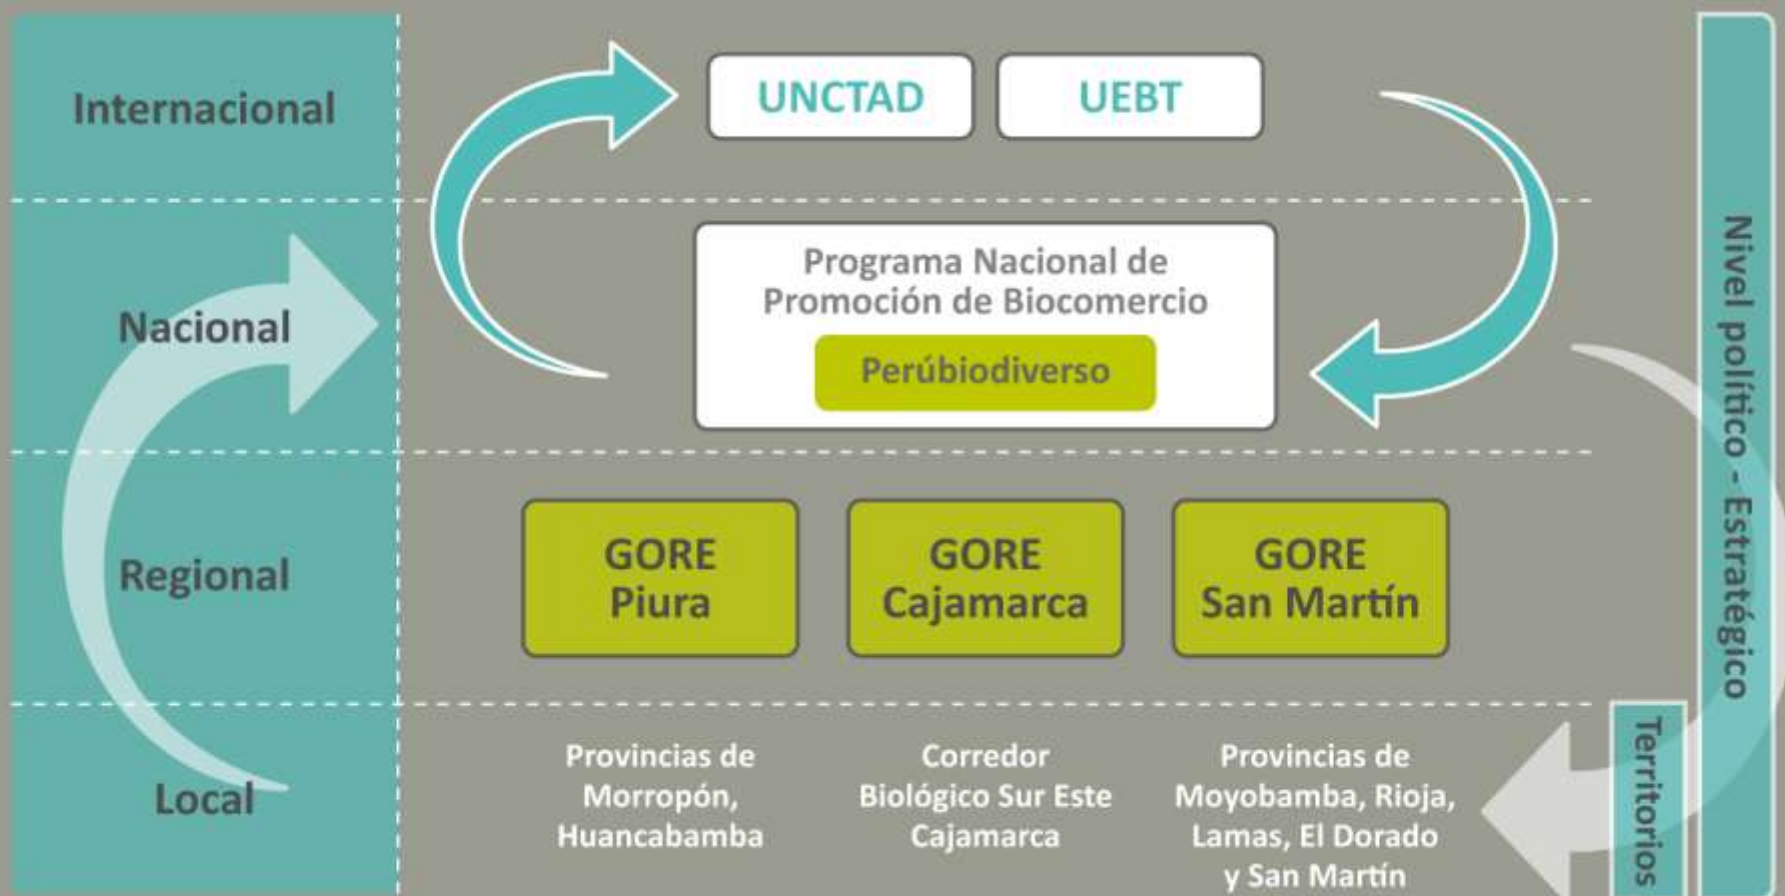 Internacional
UNCTAD
UEBT
Nacional
Programa Nacional de
Promoción de Biocomercio
Perúbiodiverso
Regional
GORE
Piura
GORE
Cajamarca
GORE
San Martín
Local
Provincias de
Morropón,
Huancabamba
Corredor
Biológico Sur Este
Cajamarca
Provincias de
Moyobamba, Rioja,
Lamas, El Dorado
y San Martín
Territorios
Nivel político - Estratégico